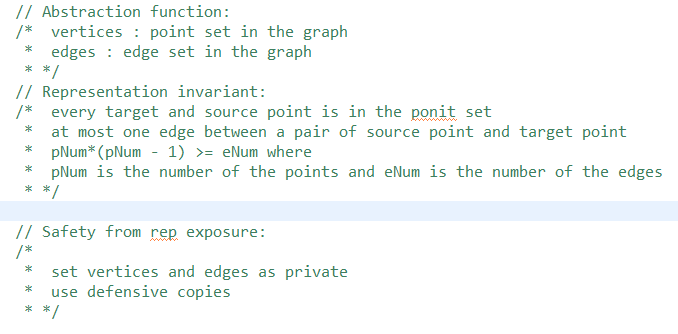 // Abstraction function:
/*  vertices : point set in the graph
 *  edges : edge set in the graph
 * */
// Representation invariant:
/*  every target and source point is in the ponit set
 *  at most one edge between a pair of source point and target point
 *  pNum*(pNum - 1) >= eNum where
 *  pNum is the number of the points and eNum is the number of the edges
 * */
// Safety from rep exposure:
/*
 *  set vertices and edges as private
 *  use defensive copies
 * */